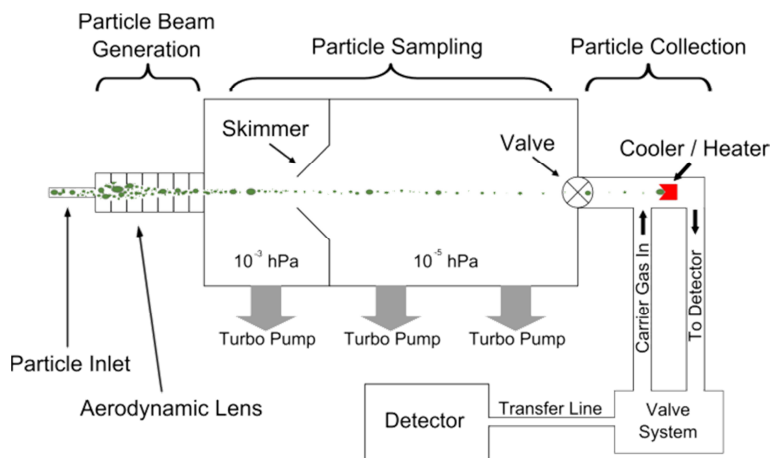 Particle Beam
Generation
Particle Sampling
Particle Collection
Skimmer
Valve
Cooler / Heater
10⁻³ hPa
10⁻⁵ hPa
Carrier Gas In
To Detector
Turbo Pump
Turbo Pump
Turbo Pump
Particle Inlet
Aerodynamic Lens
Detector
Transfer Line
Valve
System